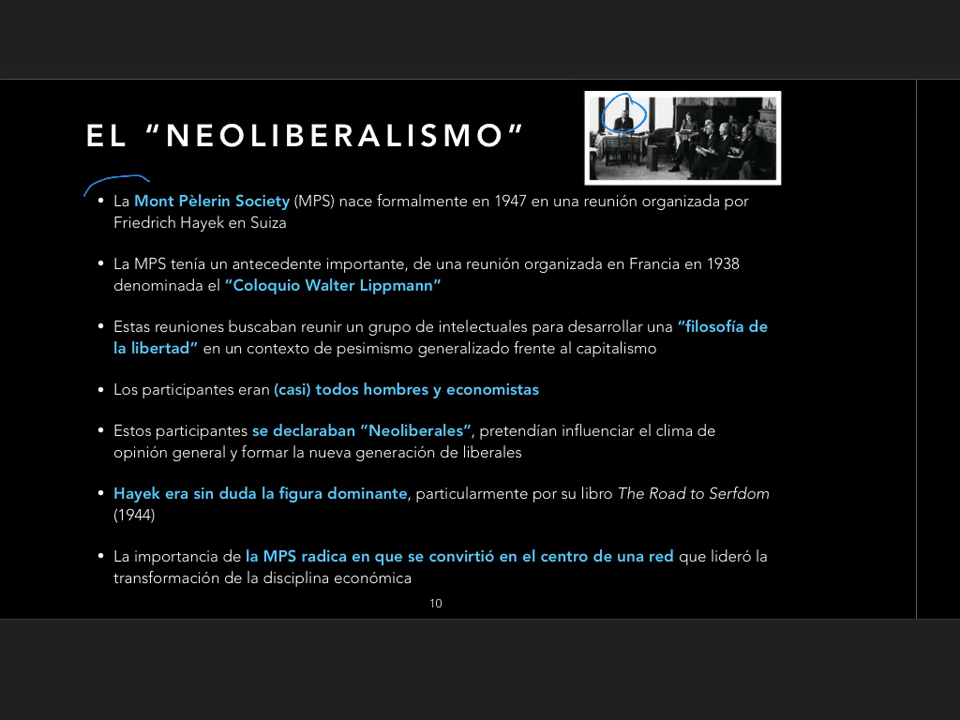 EL “NEOLIBERALISMO”
• La Mont Pèlerin Society (MPS) nace formalmente en 1947 en una reunión organizada por
Friedrich Hayek en Suiza
• La MPS tenía un antecedente importante, de una reunión organizada en Francia en 1938
denominada el “Coloquio Walter Lippmann”
• Estas reuniones buscaban reunir un grupo de intelectuales para desarrollar una “filosofía de
la libertad” en un contexto de pesimismo generalizado frente al capitalismo
• Los participantes eran (casi) todos hombres y economistas
• Estos participantes se declaraban “Neoliberales”, pretendían influenciar el clima de
opinión general y formar la nueva generación de liberales
• Hayek era sin duda la figura dominante, particularmente por su libro The Road to Serfdom
(1944)
• La importancia de la MPS radica en que se convirtió en el centro de una red que lideró la
transformación de la disciplina económica
10